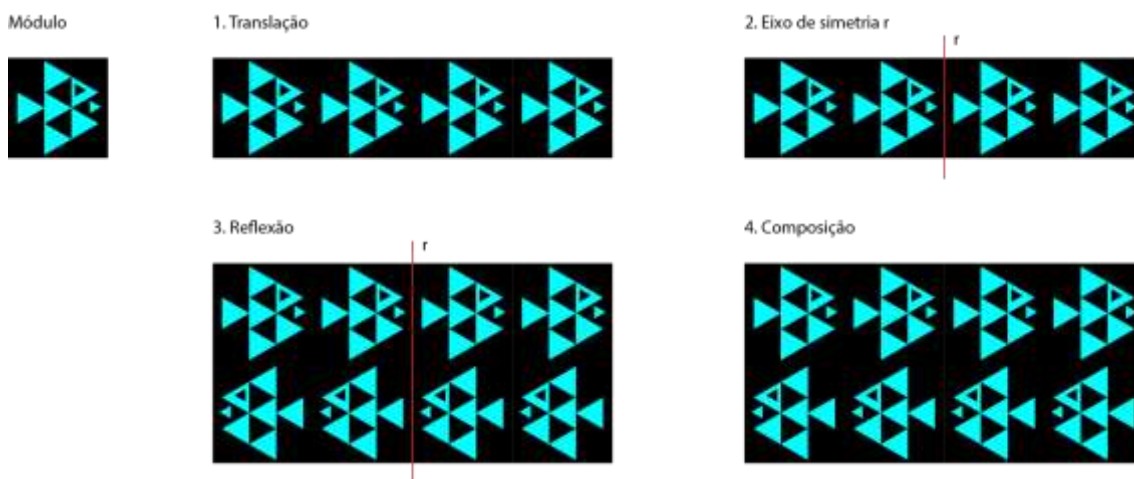 Módulo
1. Translação
2. Eixo de simetria r
r
3. Reflexão
r
4. Composição